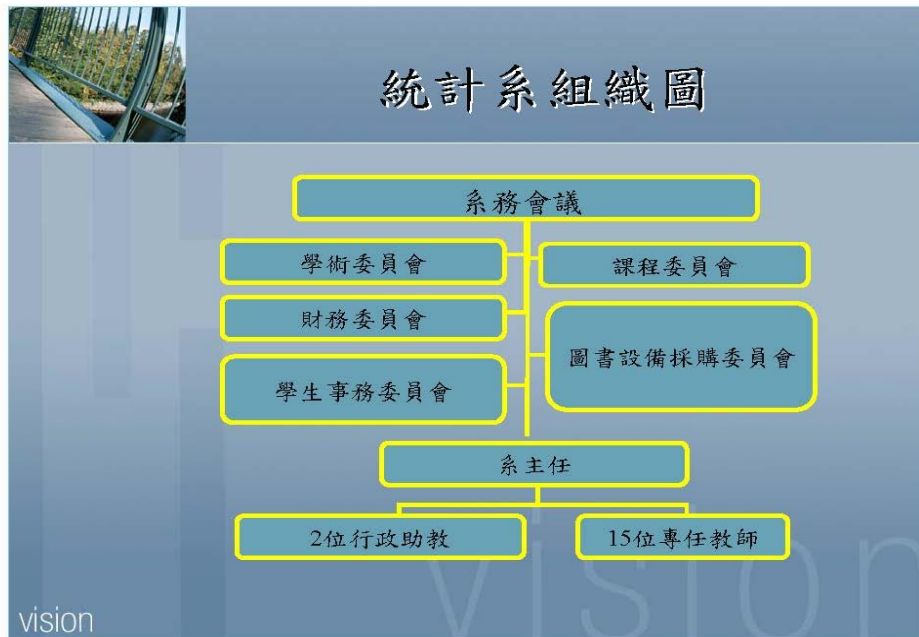 統計系組織圖
系務會議
學術委員會
課程委員會
財務委員會
圖書設備採購委員會
學生事務委員會
系主任
2位行政助教
15位專任教師
vision
vision